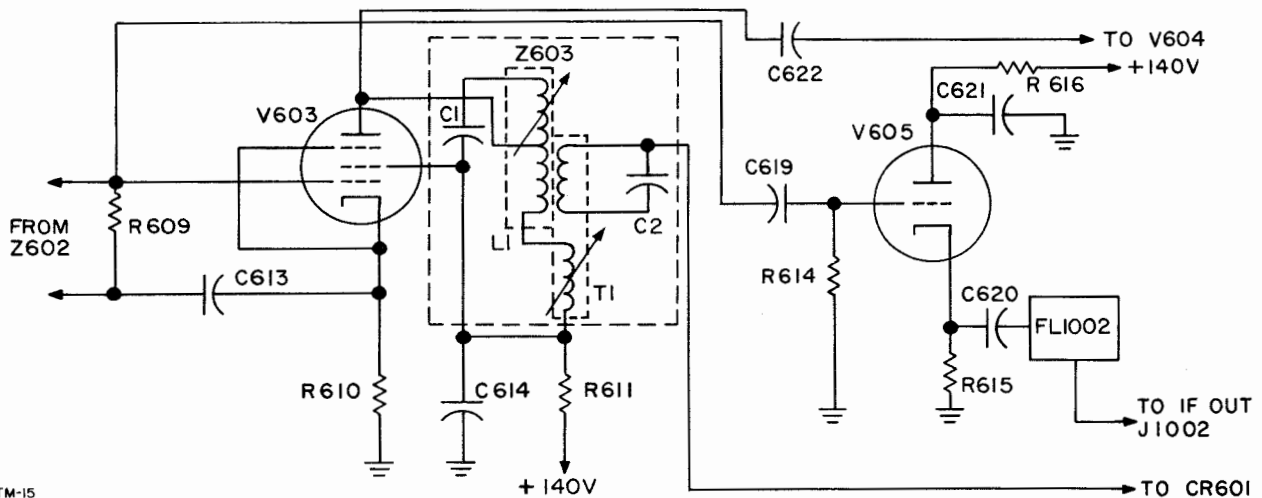 TO V604
Z603
C622
+140V
R 616
C621
C1
V603
V605
C619
R609
FROM
Z602
C2
L1
R614
C613
T1
C620
FL1002
R610
C614
R611
R615
TO IF OUT
J1002
+140V
TO CR601
TM-15